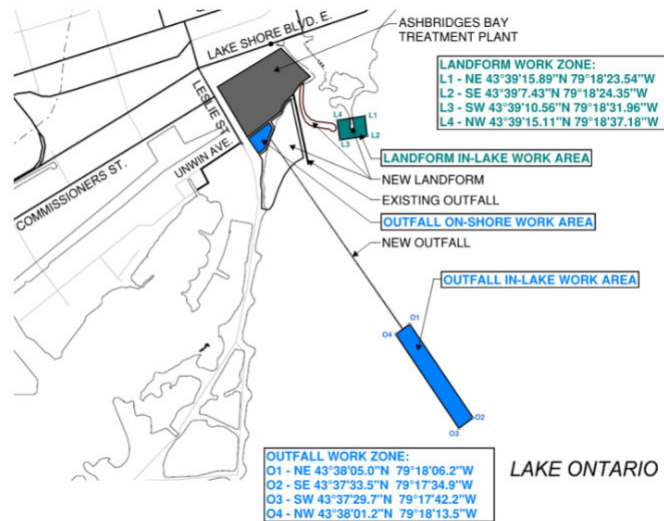 ASHBRIDGES BAY
TREATMENT PLANT
LAKE SHORE BLVD. E.
LANDFORM WORK ZONE:
L1 - NE 43°39'15.89"N 79°18'23.54"W
L2 - SE 43°39'7.43"N 79°18'24.35"W
L3 - SW 43°39'10.56"N 79°18'31.96"W
L4 - NW 43°39'15.11"N 79°18'37.18"W
LESLIE ST.
L4
L1
L2
L3
LANDFORM IN-LAKE WORK AREA
UNWIN AVE.
NEW LANDFORM
COMMISSIONERS ST.
EXISTING OUTFALL
OUTFALL ON-SHORE WORK AREA
NEW OUTFALL
OUTFALL IN-LAKE WORK AREA
O1
O4
O2
O3
OUTFALL WORK ZONE:
O1 - NE 43°38'05.0"N 79°18'06.2"W
O2 - SE 43°37'33.5"N 79°17'34.9"W
O3 - SW 43°37'29.7"N 79°17'42.2"W
O4 - NW 43°38'01.2"N 79°18'13.5"W
LAKE ONTARIO